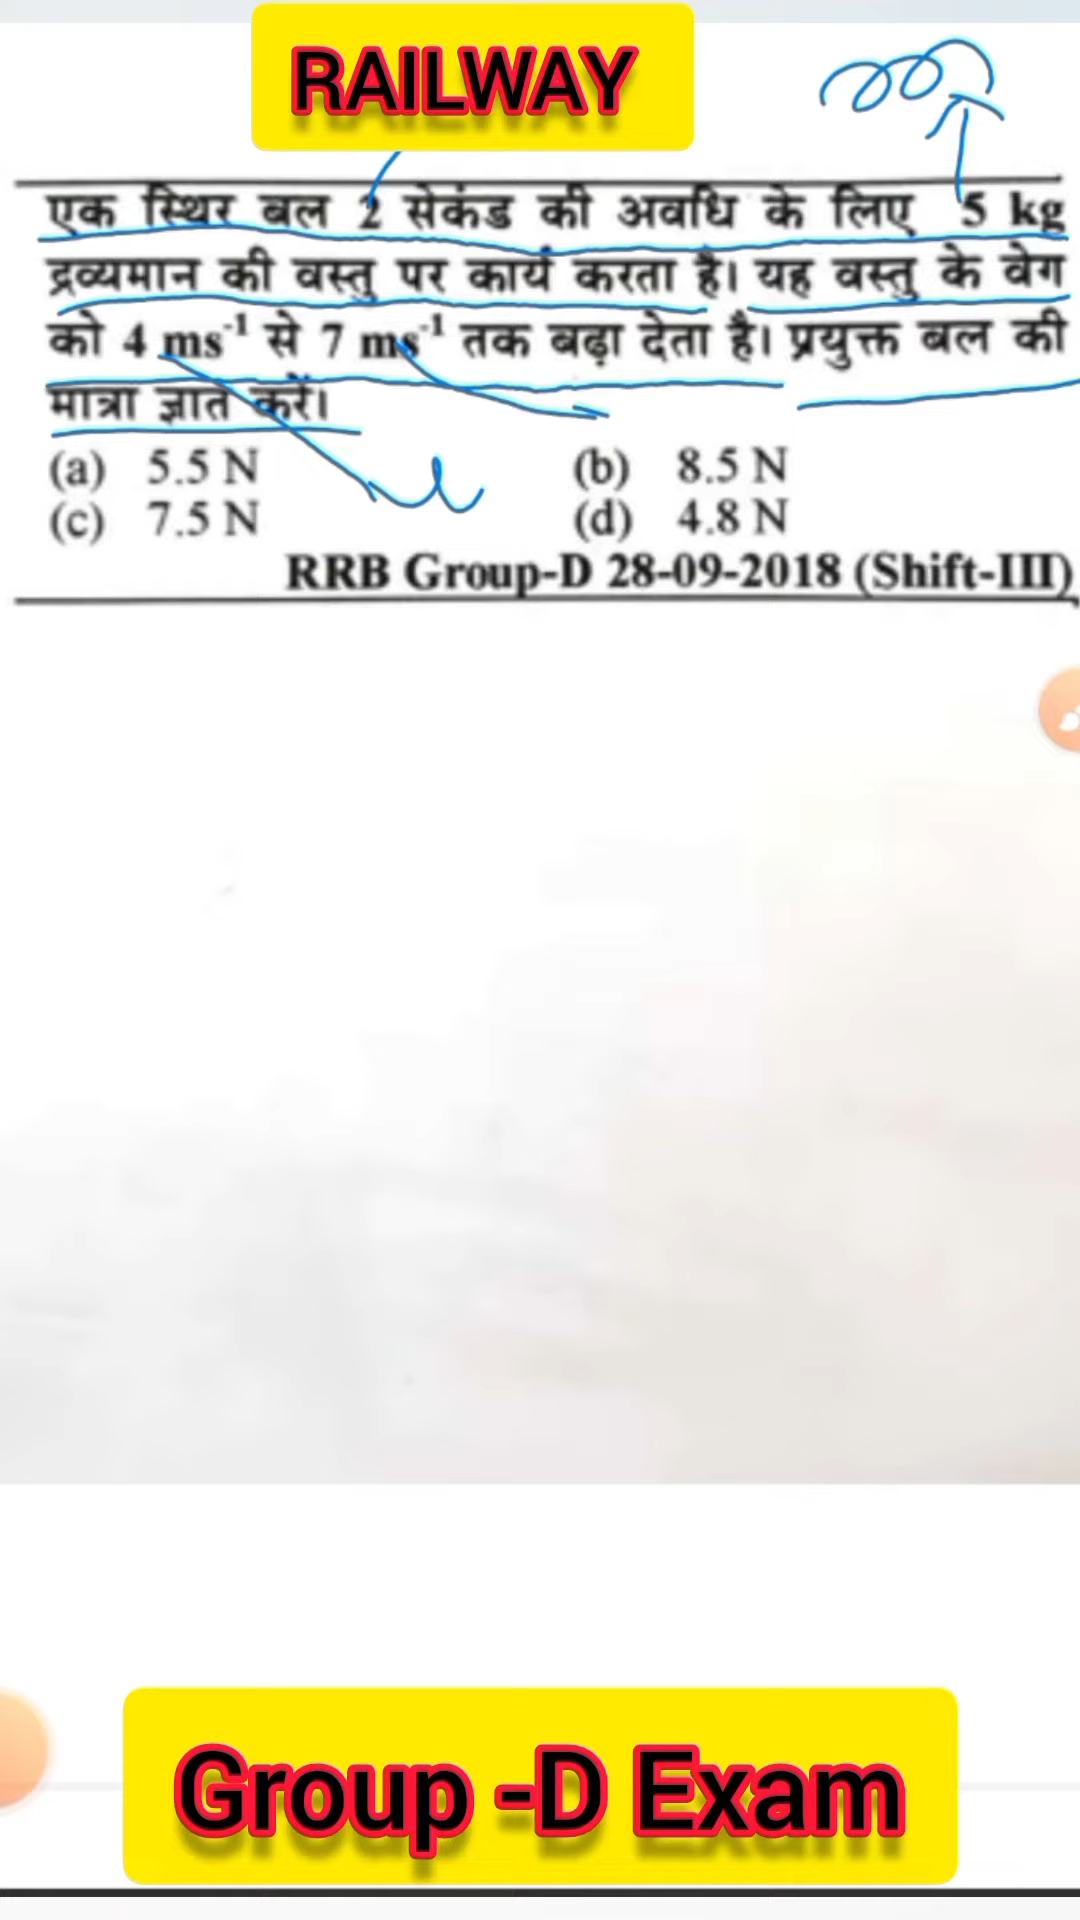 RAILWAY
एक स्थिर बल 2 सेकंड की अवधि के लिए 5 kg
द्रव्यमान की वस्तु पर कार्य करता है। यह वस्तु के वेग
को 4 ms⁻¹ से 7 ms⁻¹ तक बढ़ा देता है। प्रयुक्त बल की
मात्रा ज्ञात करें।
(a) 5.5 N (b) 8.5 N
(c) 7.5 N (d) 4.8 N
RRB Group-D 28-09-2018 (Shift-III)
Group -D Exam